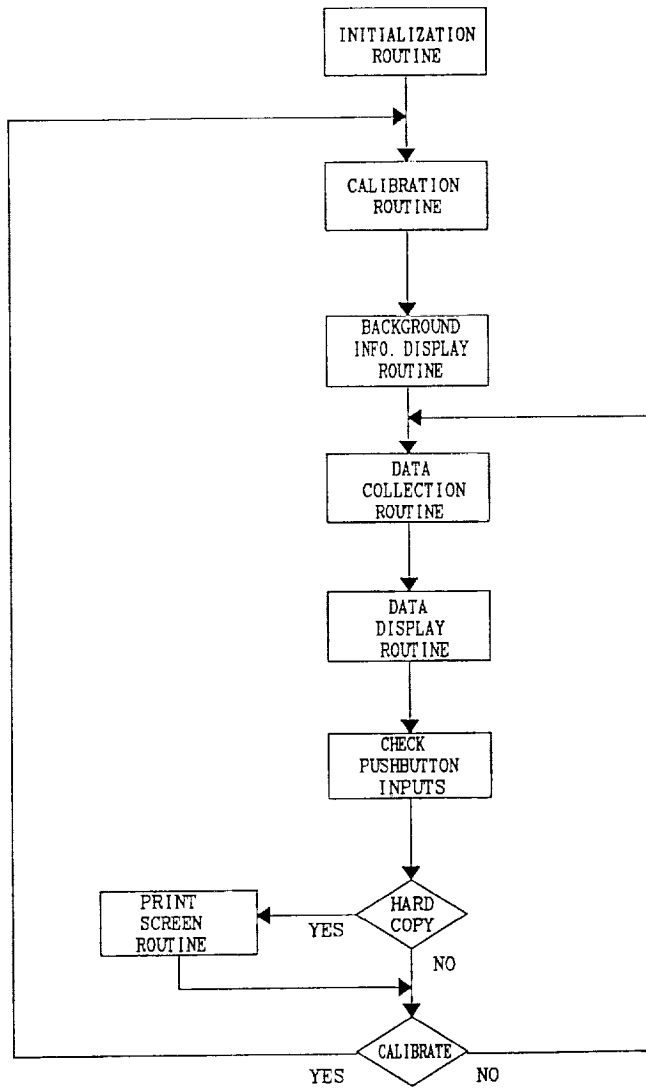 INITIALIZATION
ROUTINE
CALIBRATION
ROUTINE
BACKGROUND
INFO. DISPLAY
ROUTINE
DATA
COLLECTION
ROUTINE
DATA
DISPLAY
ROUTINE
CHECK
PUSHBUTTON
INPUTS
HARD
COPY
YES
NO
PRINT
SCREEN
ROUTINE
CALIBRATE
YES
NO